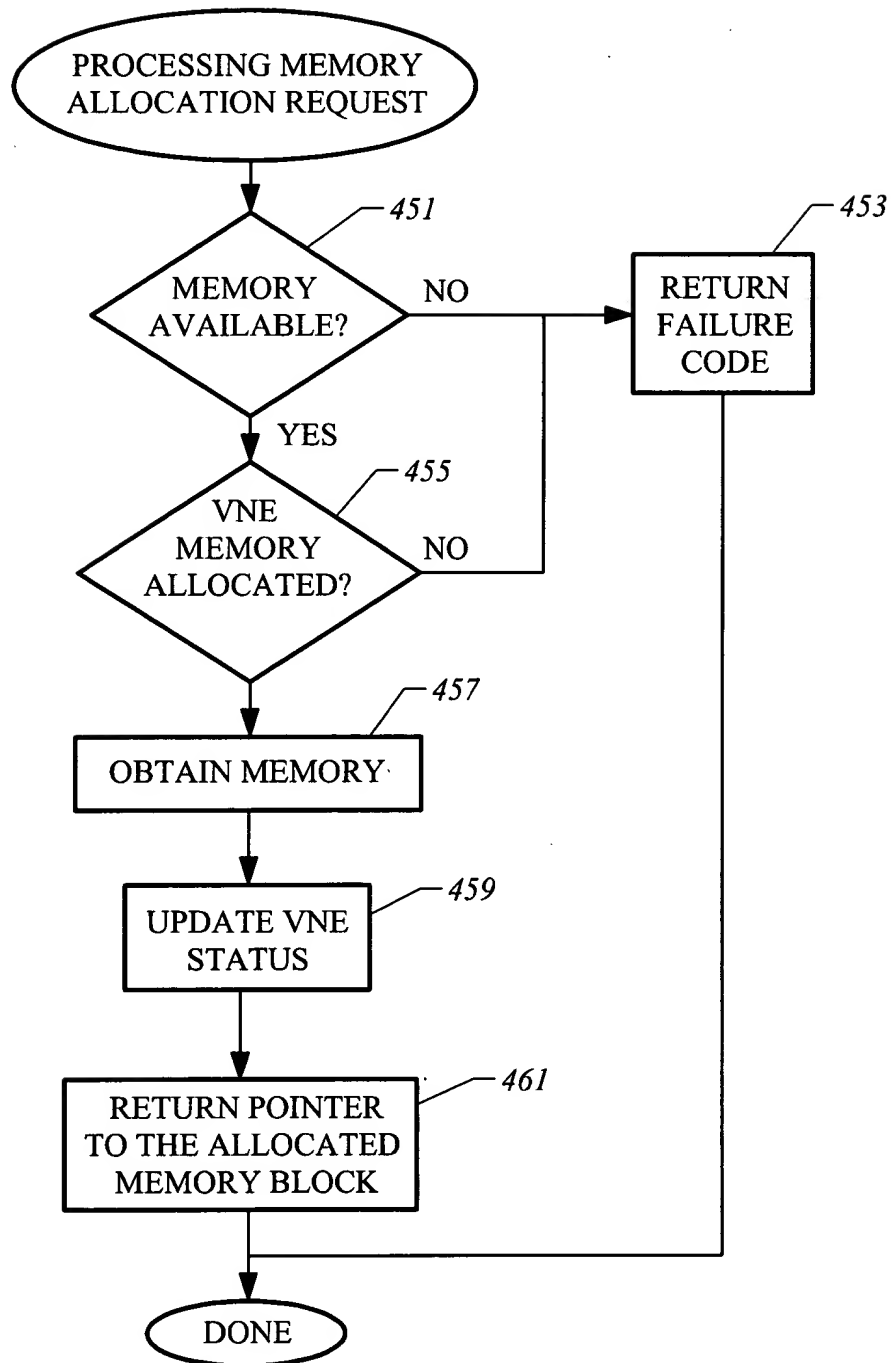 PROCESSING MEMORY
ALLOCATION REQUEST
451
MEMORY
AVAILABLE?
NO
453
RETURN
FAILURE
CODE
YES
455
VNE
MEMORY
ALLOCATED?
NO
457
OBTAIN MEMORY
459
UPDATE VNE
STATUS
461
RETURN POINTER
TO THE ALLOCATED
MEMORY BLOCK
DONE